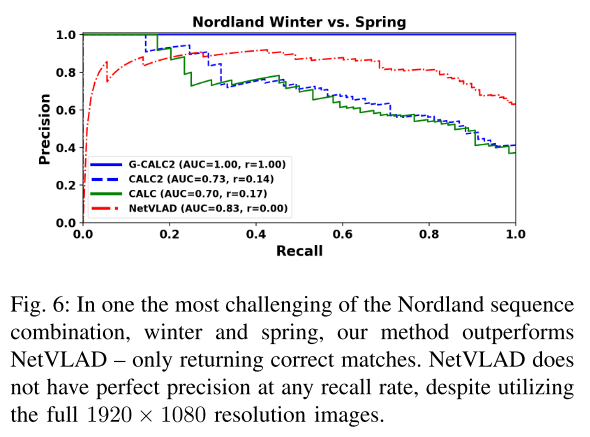 Nordland Winter vs. Spring
1.0
0.8
0.6
0.4
0.2
0.0
Precision
G-CALC2 (AUC=1.00, r=1.00)
CALC2 (AUC=0.73, r=0.14)
CALC (AUC=0.70, r=0.17)
NetVLAD (AUC=0.83, r=0.00)
0.0 0.2 0.4 0.6 0.8 1.0
Recall
Fig. 6: In one the most challenging of the Nordland sequence
combination, winter and spring, our method outperforms
NetVLAD – only returning correct matches. NetVLAD does
not have perfect precision at any recall rate, despite utilizing
the full 1920 × 1080 resolution images.